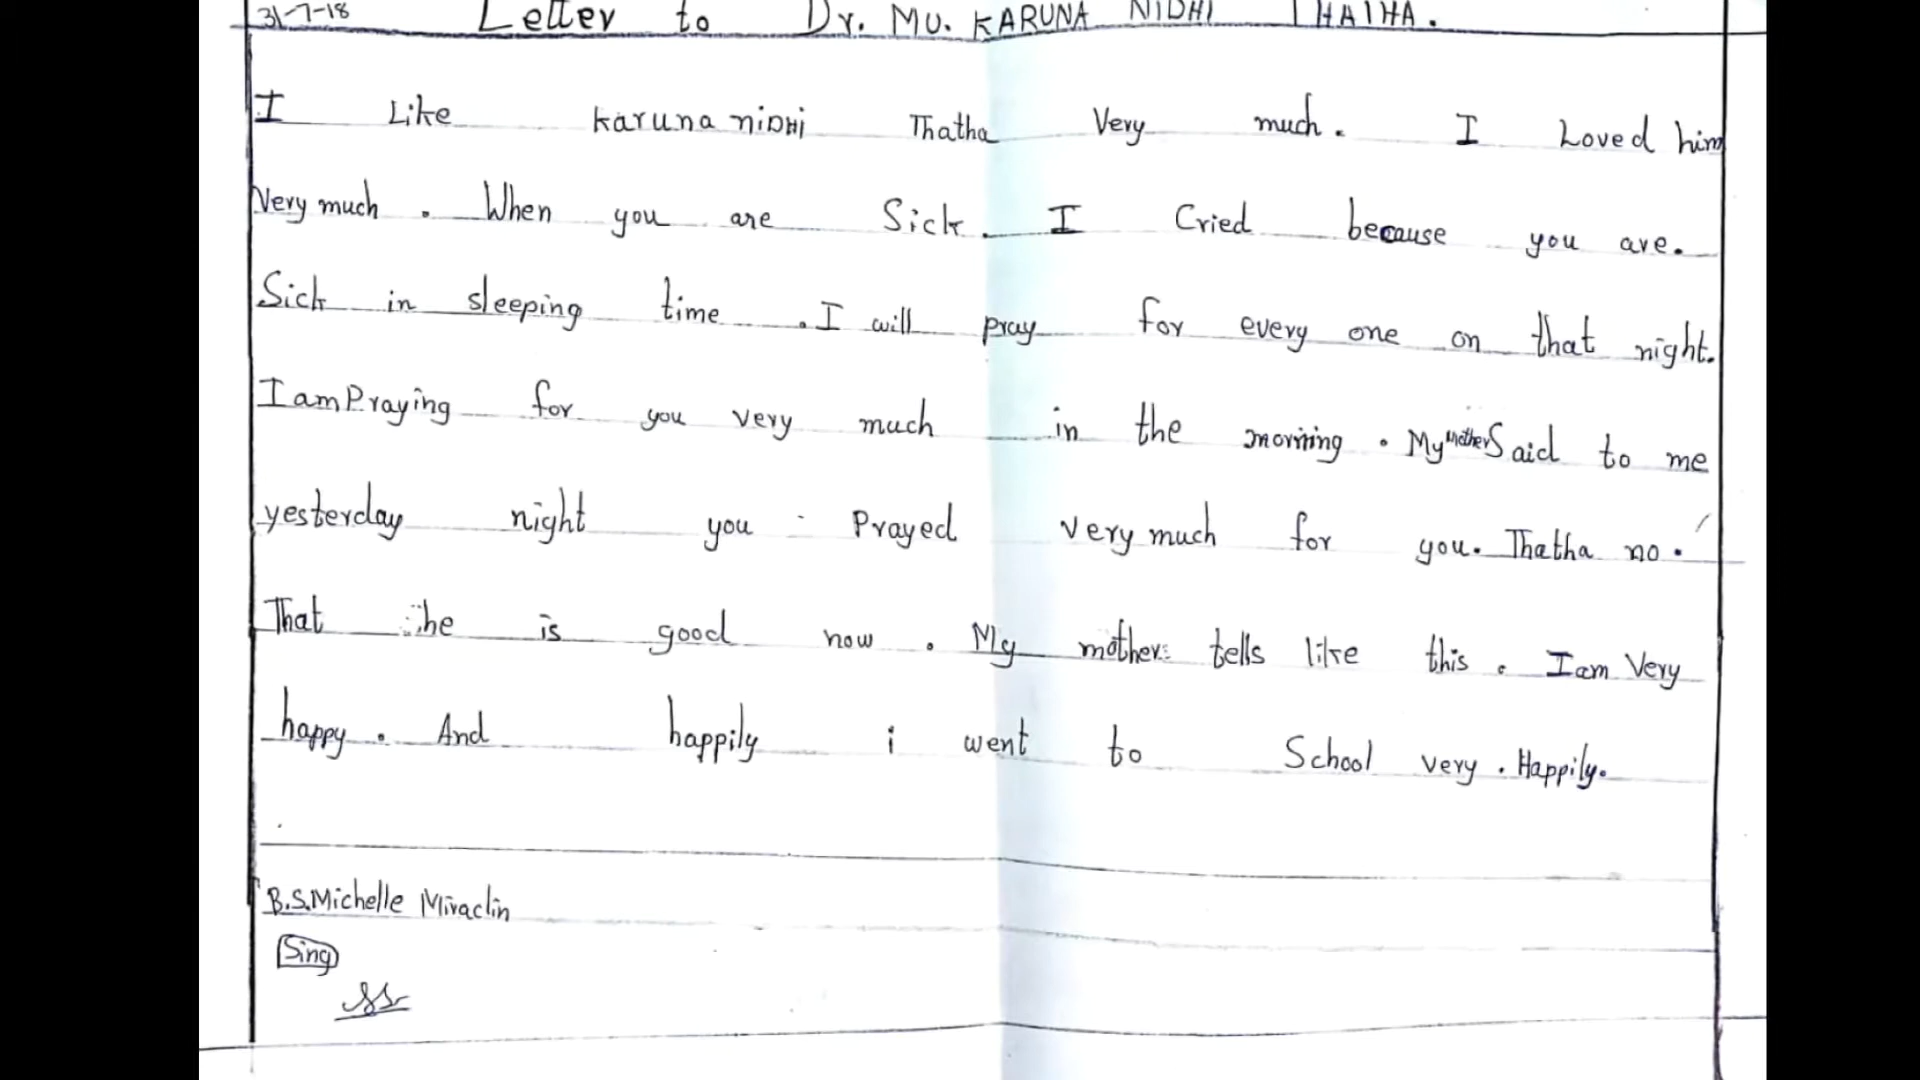 31-7-18 Letter to Dr. MU. KARUNA NIDHI THATHA.
I Like karuna niDHi Thatha Very much. I Loved him
Very much. When you are Sick. I Cried because you are.
Sick in sleeping time. I will pray for every one on that night.
I am Praying for you very much in the morning. My Mother Said to me
yesterday night you Prayed very much for you. Thatha no.
That he is good now. My mother tells like this. I am Very
happy. And happily i went to School very. Happily.
B.S.Michelle Miraclin
Sing